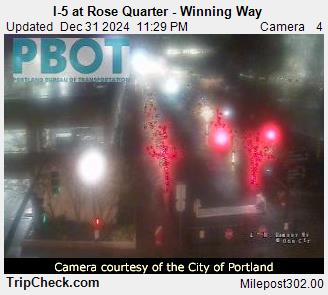 I-5 at Rose Quarter - Winning Way
Updated Dec 31 2024 11:29 PM Camera 4
PBOT
PORTLAND BUREAU OF TRANSPORTATION
Camera courtesy of the City of Portland
TripCheck.com Milepost302.00